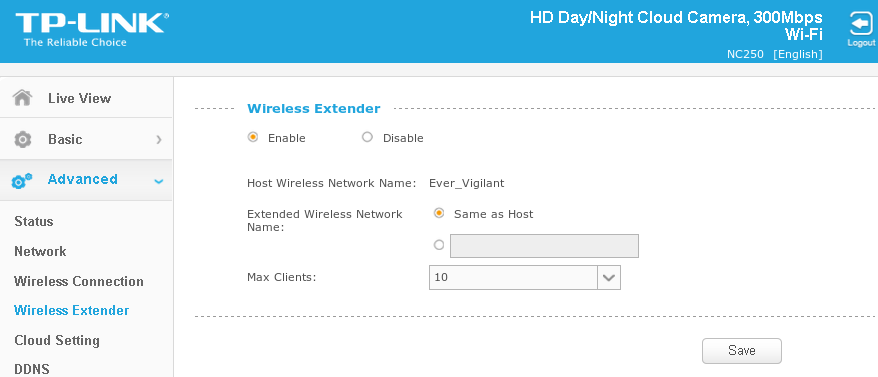 TP-LINK®
The Reliable Choice
HD Day/Night Cloud Camera, 300Mbps
Wi-Fi
NC250 [English]
Logout
Live View
Basic
Advanced
Status
Network
Wireless Connection
Wireless Extender
Cloud Setting
DDNS
Wireless Extender
Enable Disable
Host Wireless Network Name: Ever_Vigilant
Extended Wireless Network
Name:
Same as Host
Max Clients: 10
Save